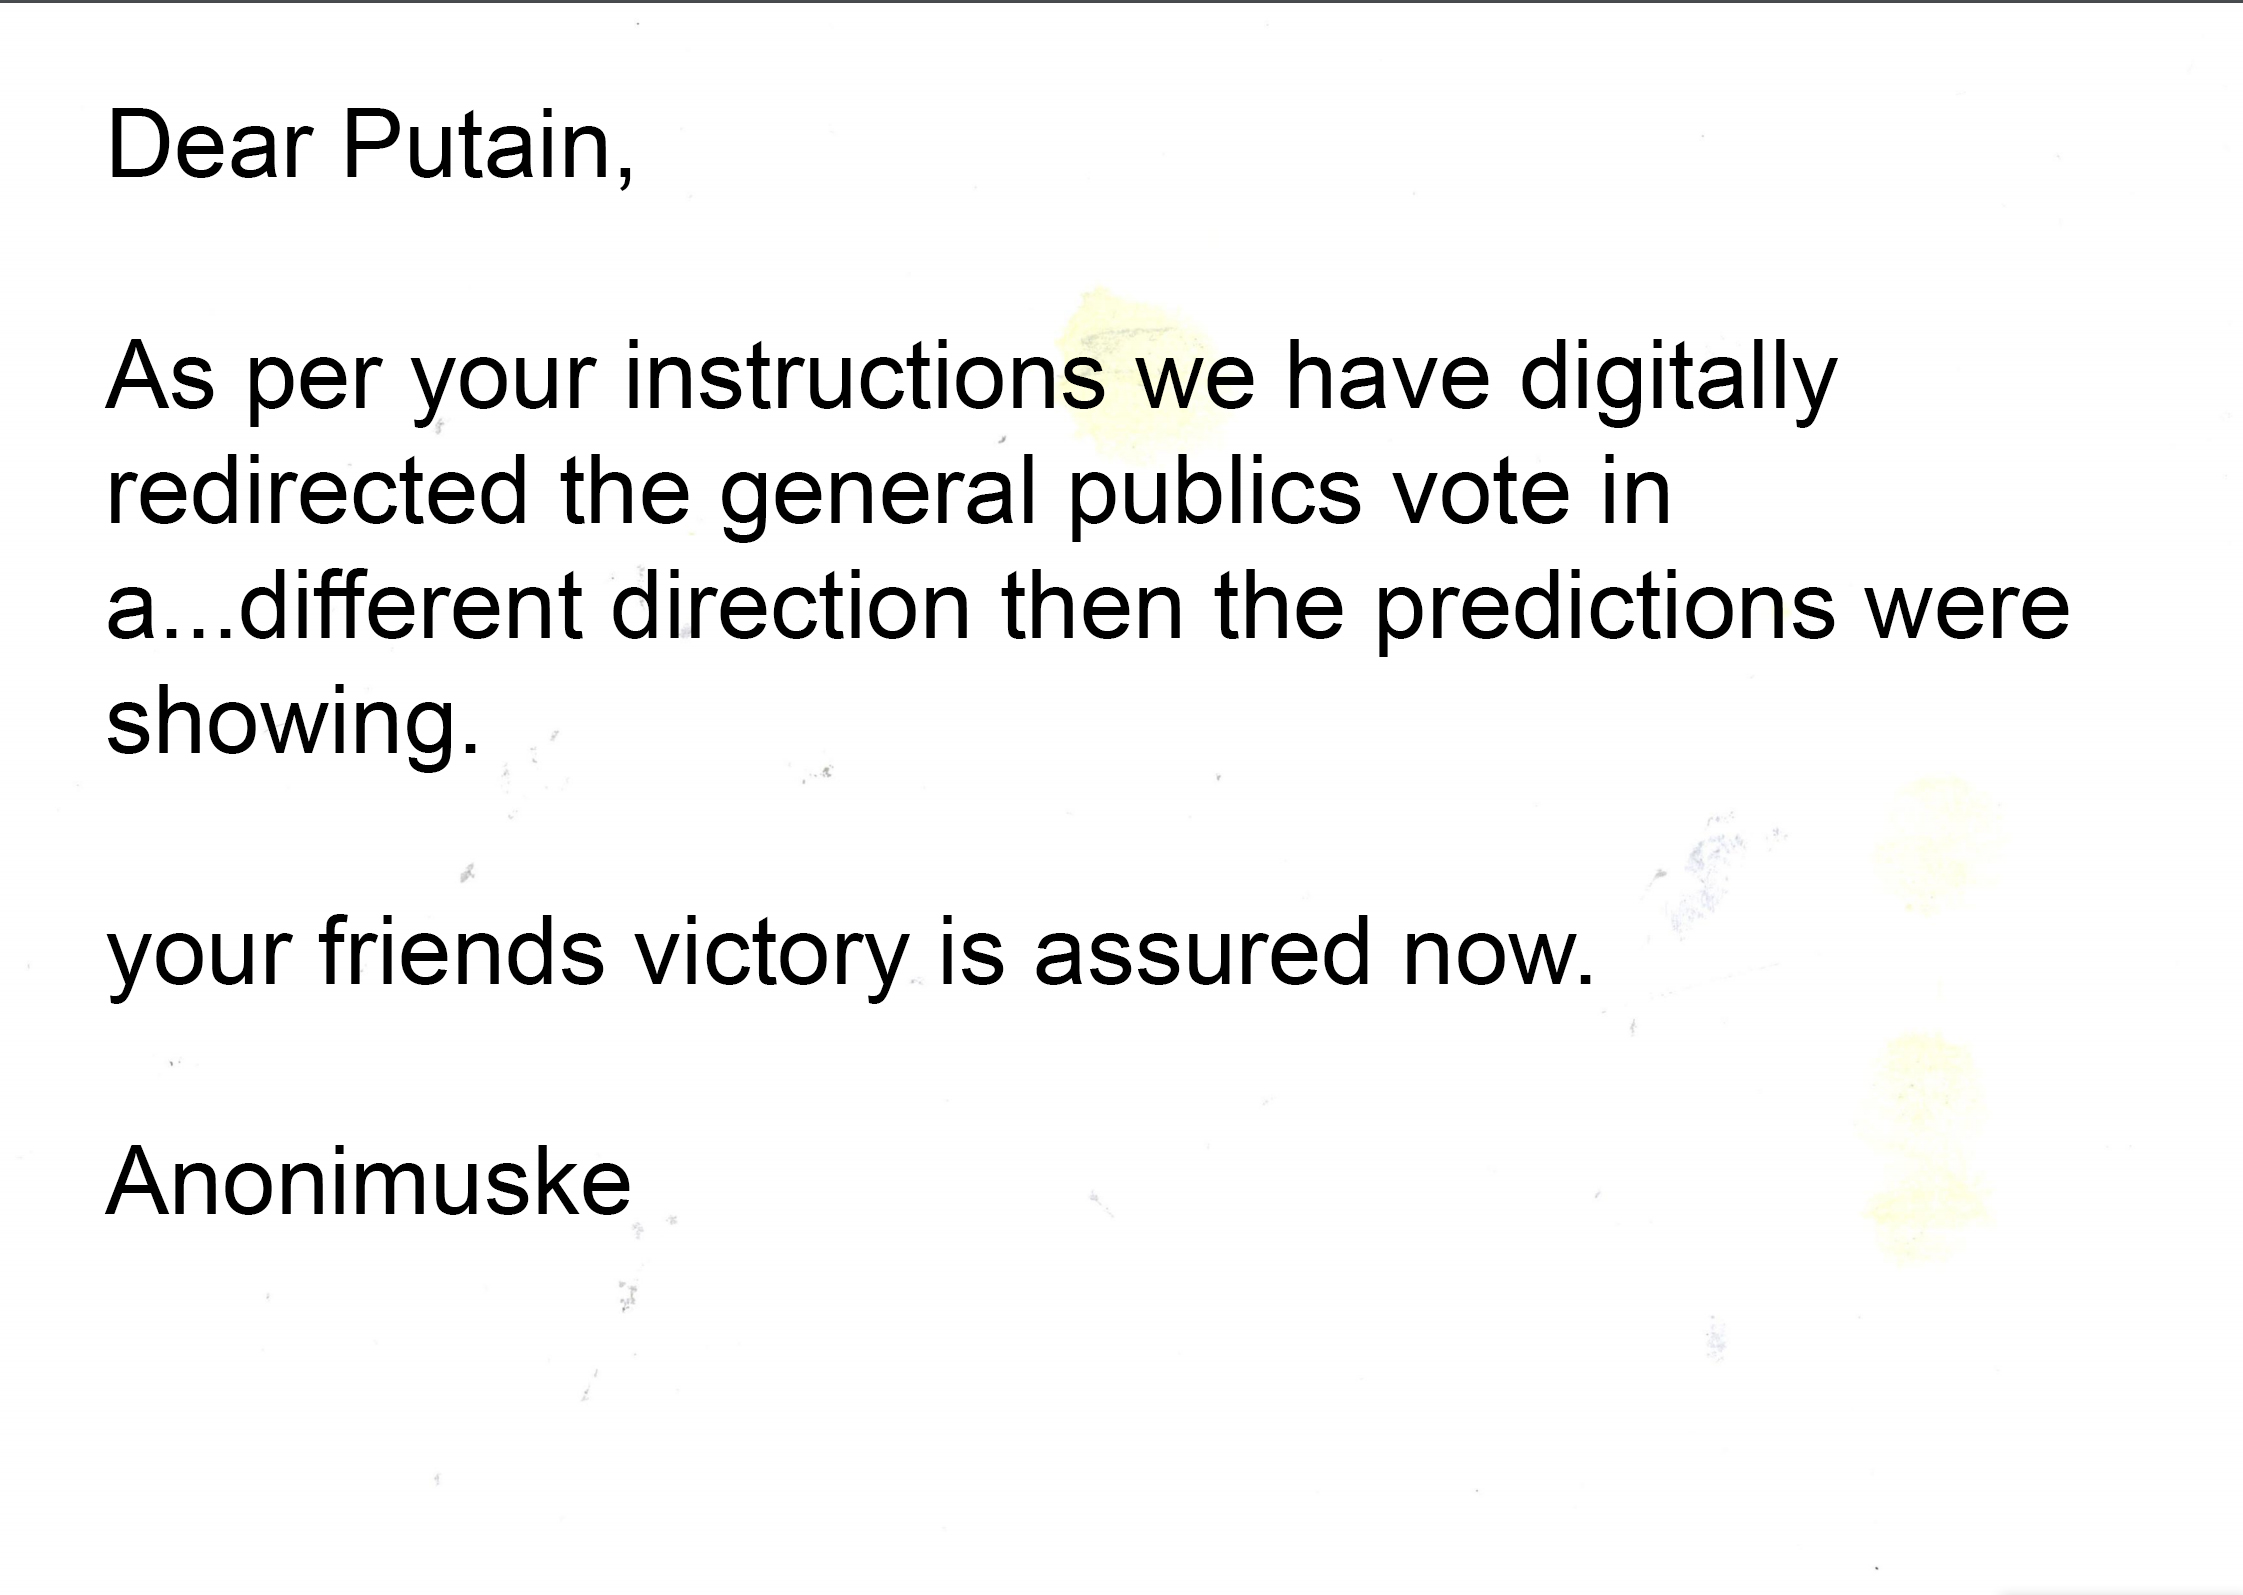 Dear Putain,
As per your instructions we have digitally
redirected the general publics vote in
a...different direction then the predictions were
showing.
your friends victory is assured now.
Anonimuske